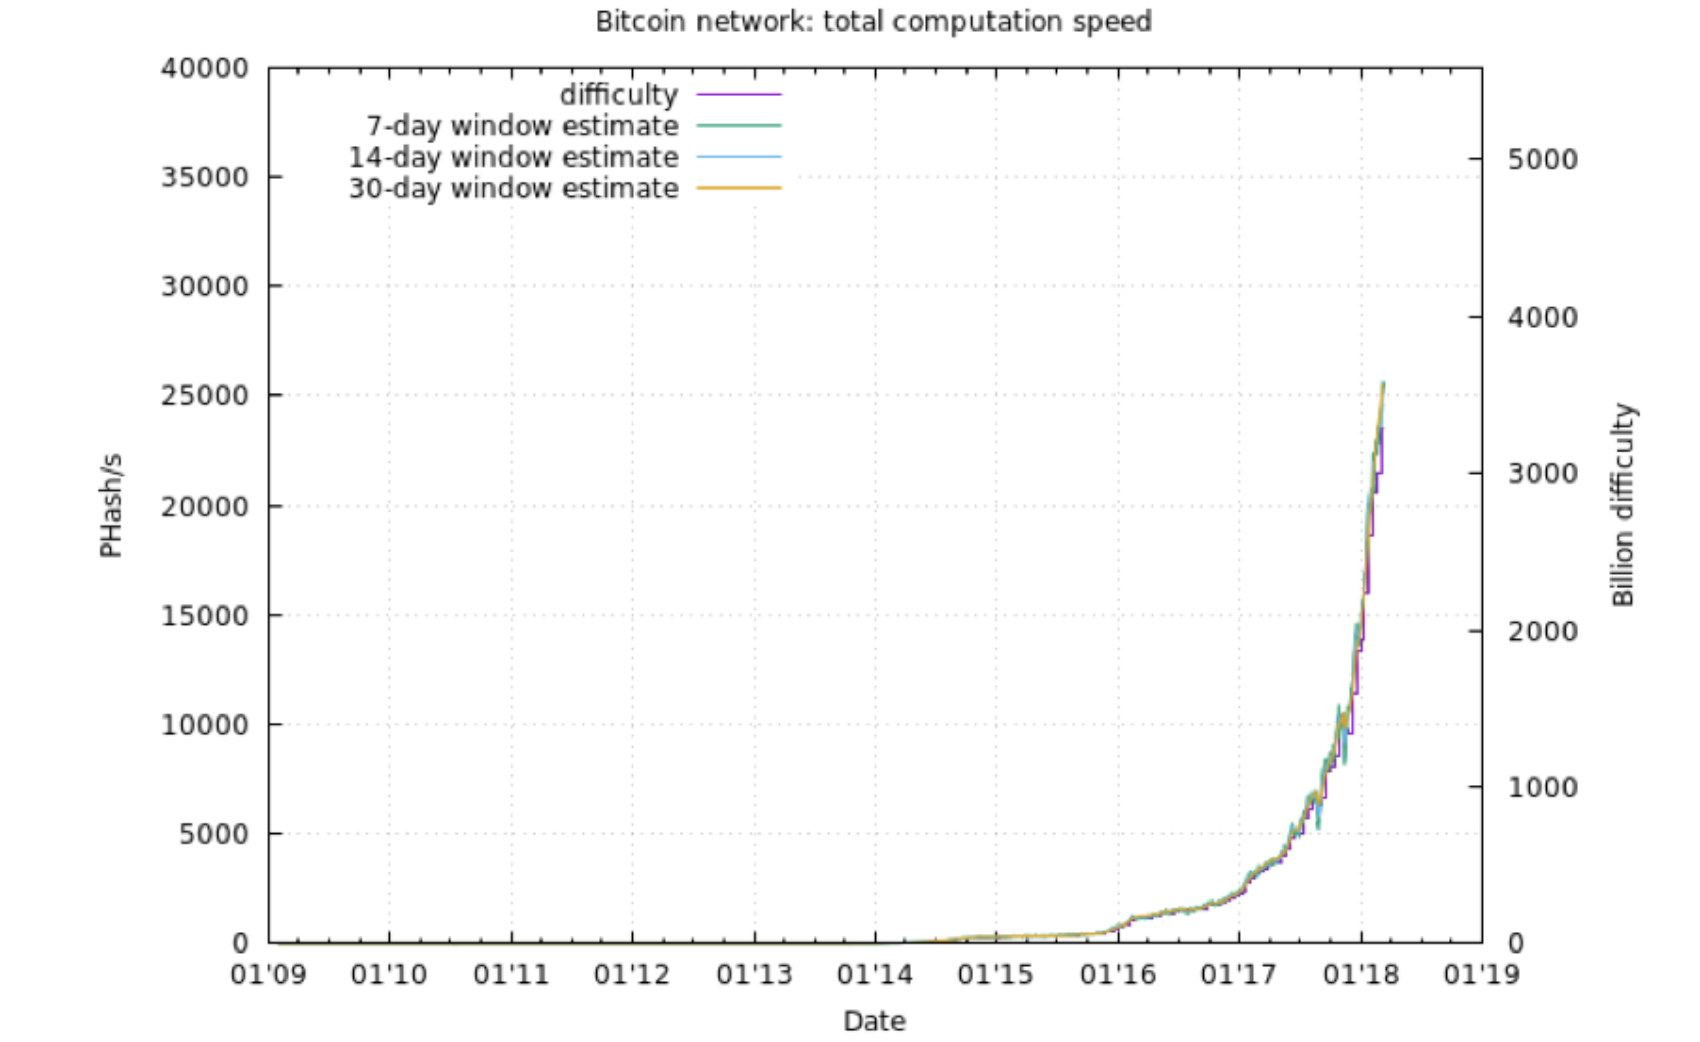 Bitcoin network: total computation speed
difficulty
7-day window estimate
14-day window estimate
30-day window estimate
40000
35000
30000
25000
20000
15000
10000
5000
0
PHash/s
5000
4000
3000
2000
1000
0
Billion difficulty
01'09 01'10 01'11 01'12 01'13 01'14 01'15 01'16 01'17 01'18 01'19
Date